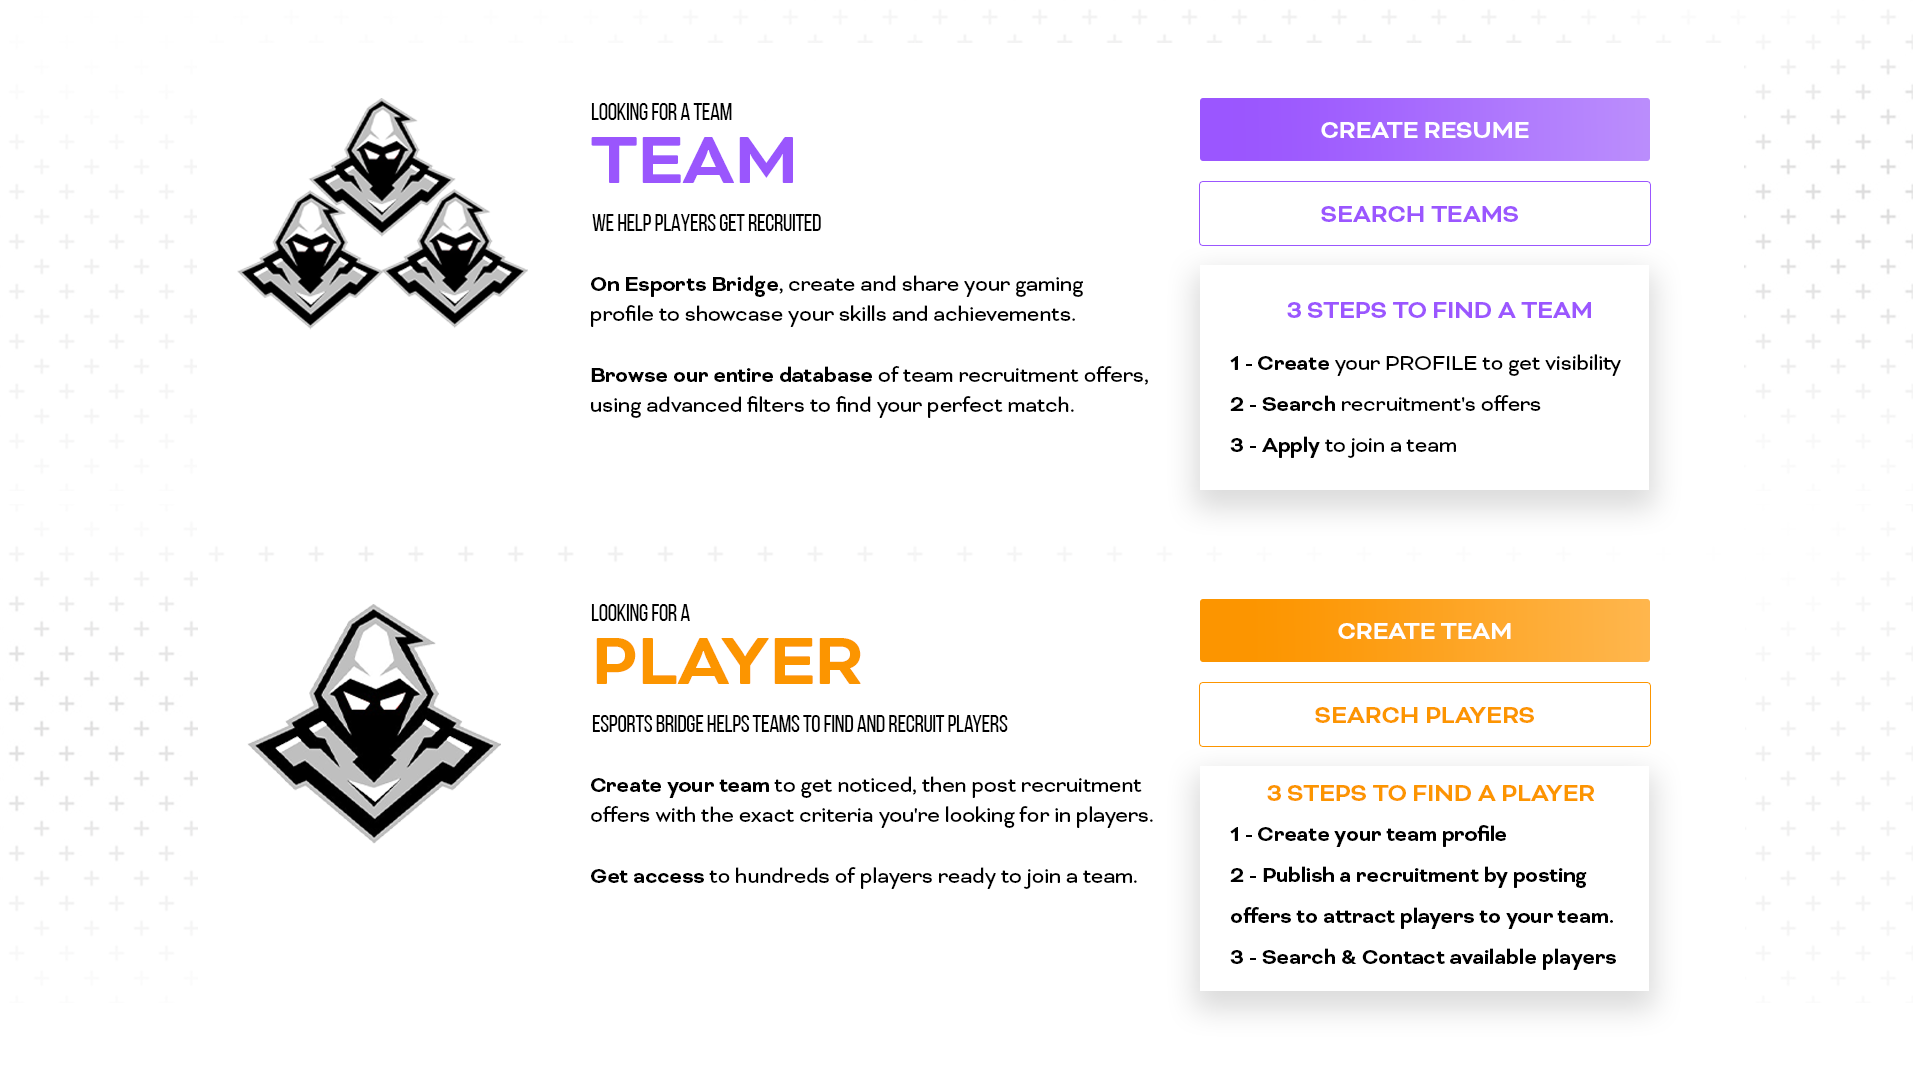 LOOKING FOR A TEAM
TEAM
WE HELP PLAYERS GET RECRUITED
On Esports Bridge, create and share your gaming
profile to showcase your skills and achievements.
Browse our entire database of team recruitment offers,
using advanced filters to find your perfect match.
CREATE RESUME
SEARCH TEAMS
3 STEPS TO FIND A TEAM
1 - Create your PROFILE to get visibility
2 - Search recruitment's offers
3 - Apply to join a team
LOOKING FOR A
PLAYER
ESPORTS BRIDGE HELPS TEAMS TO FIND AND RECRUIT PLAYERS
Create your team to get noticed, then post recruitment
offers with the exact criteria you're looking for in players.
Get access to hundreds of players ready to join a team.
CREATE TEAM
SEARCH PLAYERS
3 STEPS TO FIND A PLAYER
1 - Create your team profile
2 - Publish a recruitment by posting
offers to attract players to your team.
3 - Search & Contact available players